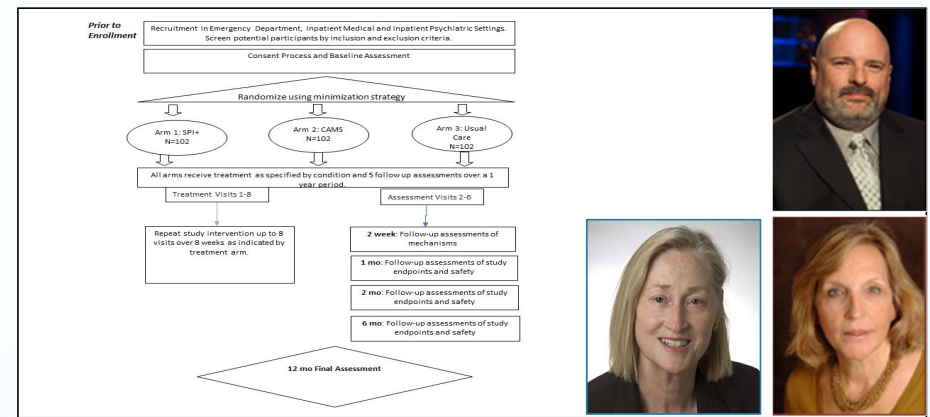 Prior to
Enrollment
Recruitment in Emergency Department, Inpatient Medical and Inpatient Psychiatric Settings.
Screen potential participants by inclusion and exclusion criteria.
Consent Process and Baseline Assessment
Randomize using minimization strategy
Arm 1: SPI+
N=102
Arm 2: CAMS
N=102
Arm 3: Usual
Care
N=102
All arms receive treatment as specified by condition and 5 follow up assessments over a 1
year period.
Treatment Visits 1-8
Assessment Visits 2-6
Repeat study intervention up to 8
visits over 8 weeks as indicated by
treatment arm.
2 week: Follow-up assessments of
mechanisms
1 mo: Follow-up assessments of study
endpoints and safety
2 mo: Follow-up assessments of study
endpoints and safety
6 mo: Follow-up assessments of study
endpoints and safety
12 mo Final Assessment